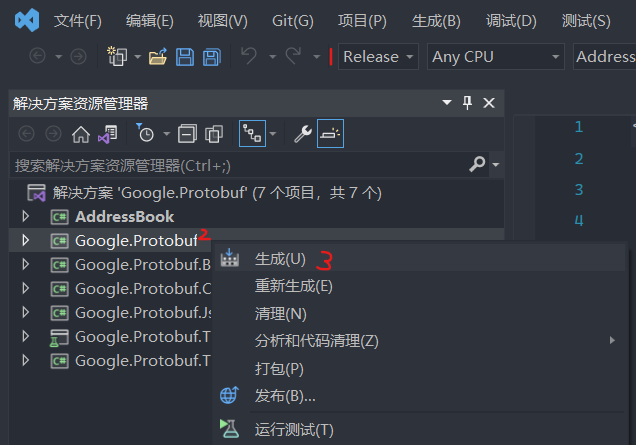 文件(F) 编辑(E) 视图(V) Git(G) 项目(P) 生成(B) 调试(D) 测试(S)
Release Any CPU Address
解决方案资源管理器
1
搜索解决方案资源管理器(Ctrl+;)
2
解决方案 'Google.Protobuf' (7 个项目，共 7 个)
3
AddressBook
4
Google.Protobuf 2
Google.Protobuf.B
Google.Protobuf.C
Google.Protobuf.Js
Google.Protobuf.T
Google.Protobuf.T
生成(U) 3
重新生成(E)
清理(N)
分析和代码清理(Z)
打包(P)
发布(B)...
运行测试(T)